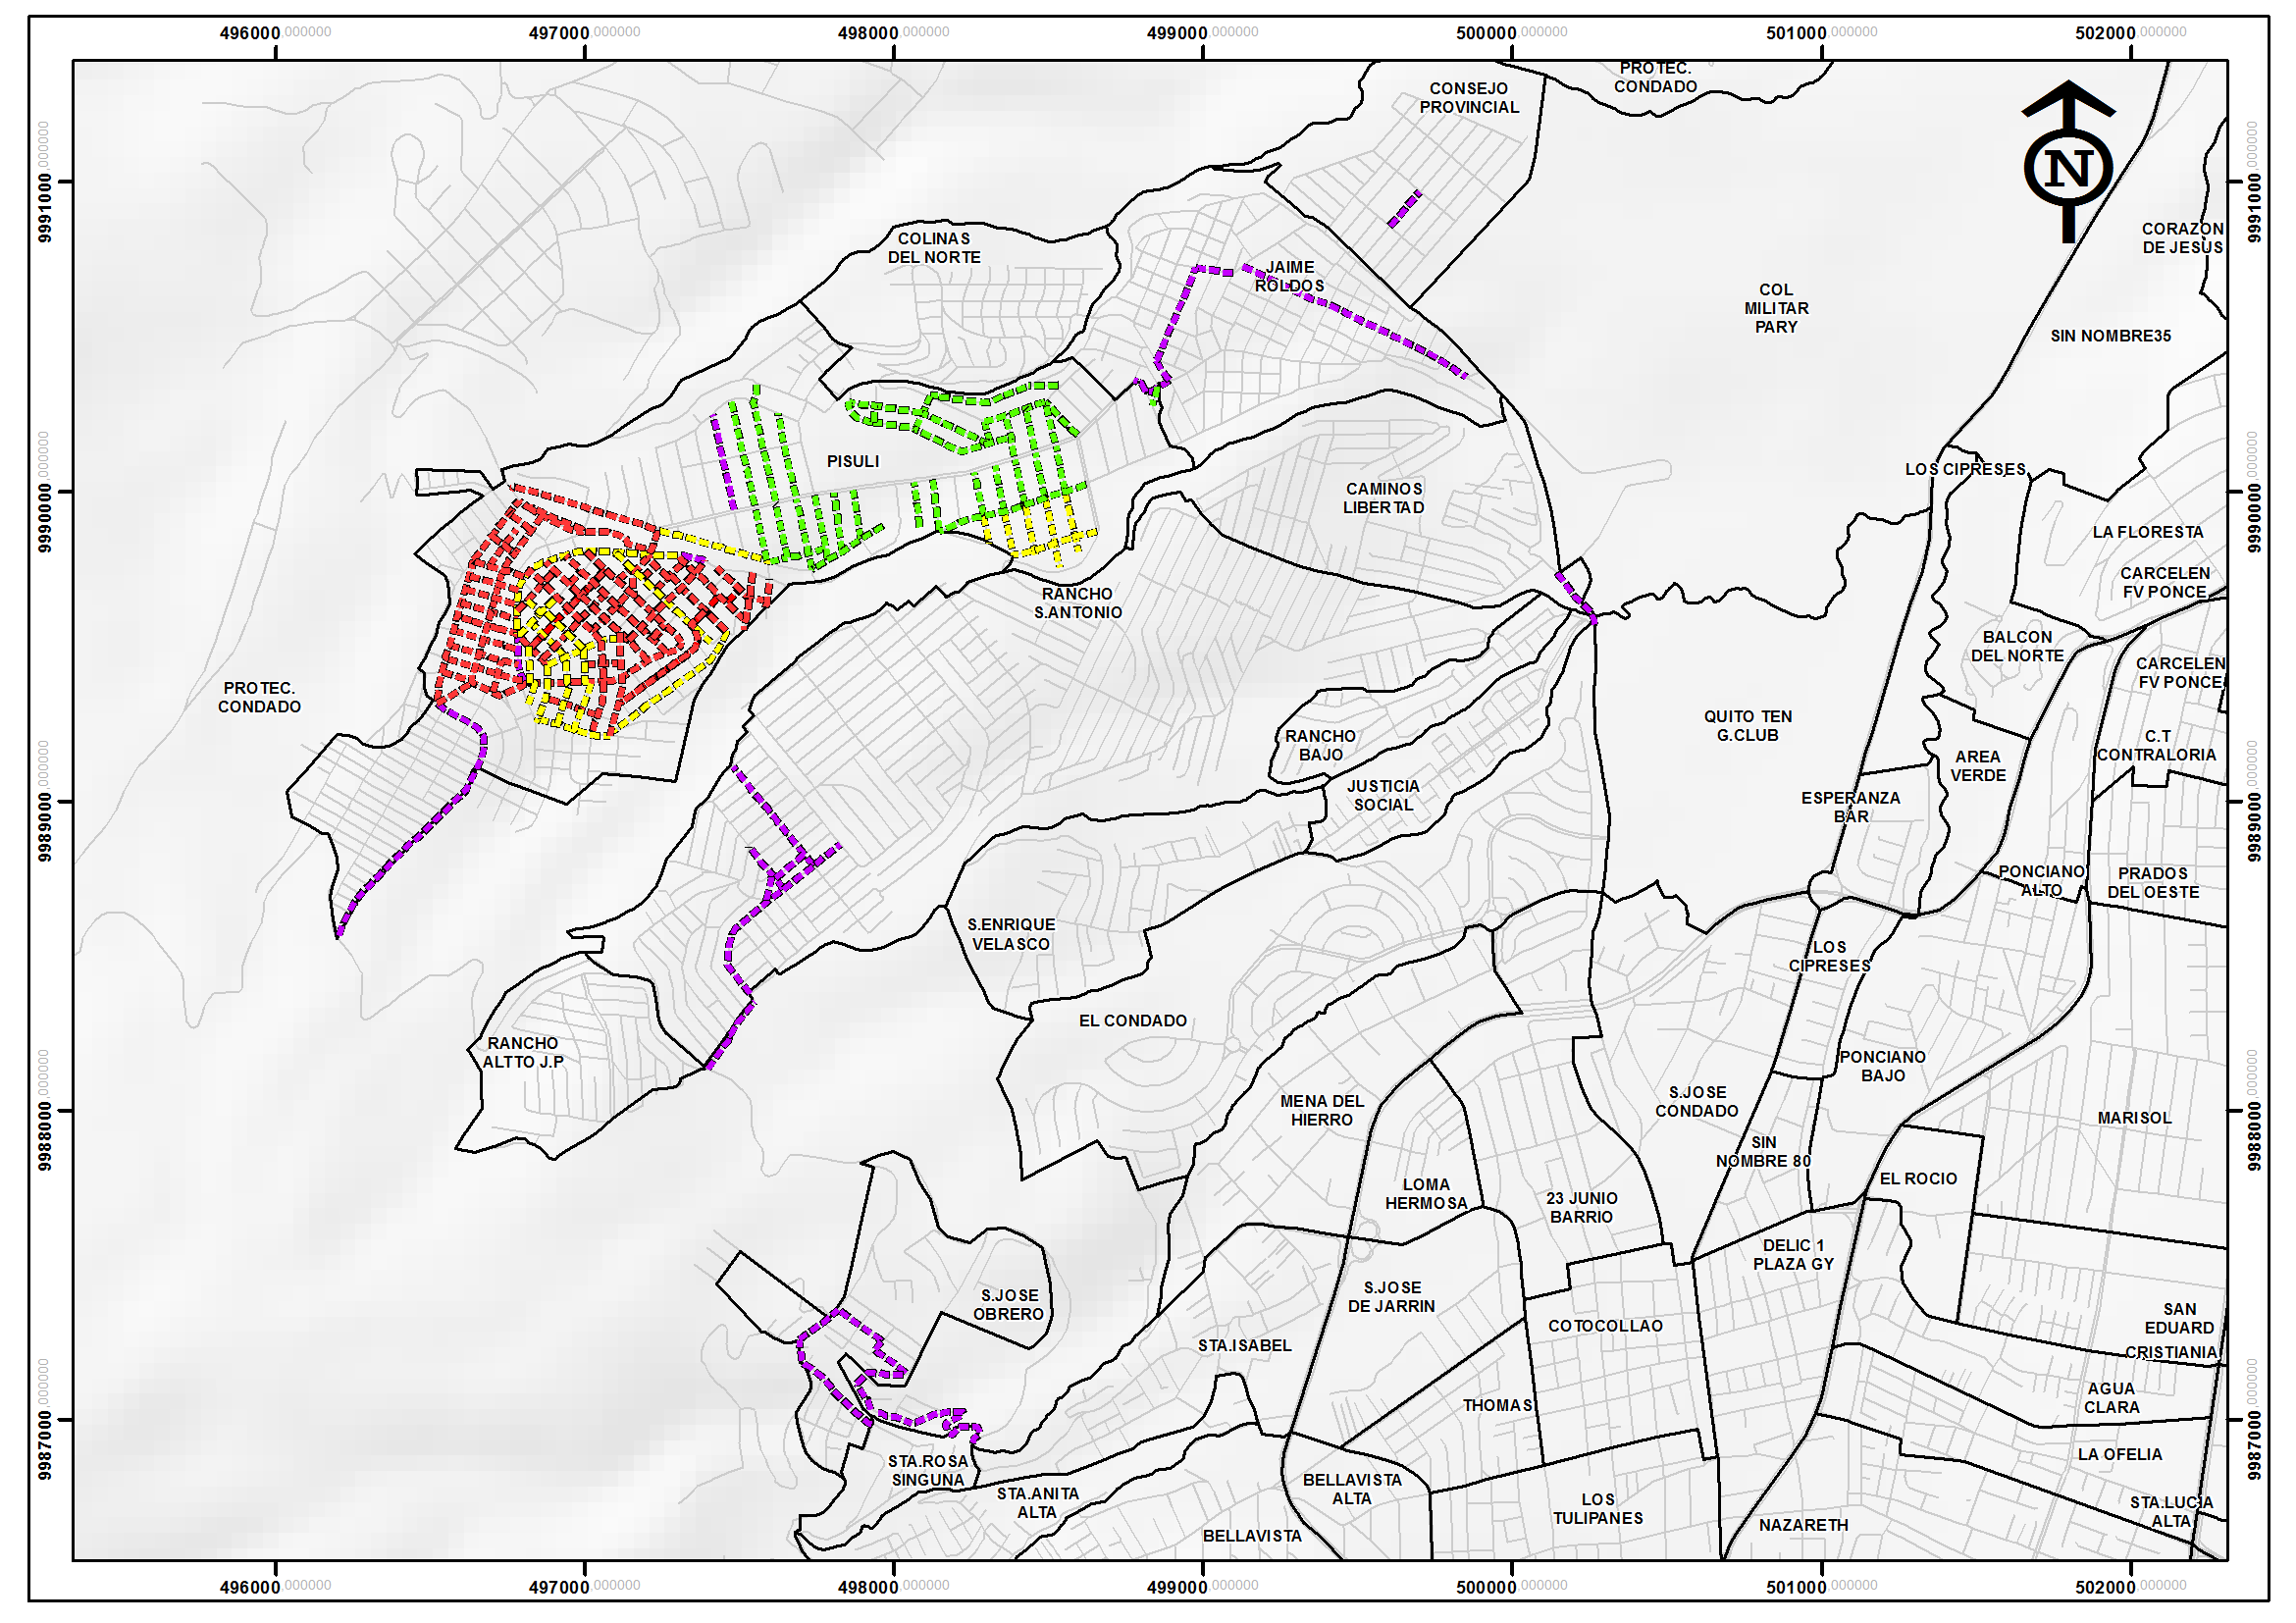 496000,000000 497000,000000 498000,000000 499000,000000 500000,000000 501000,000000 502000,000000
CONSEJO
PROVINCIAL
PROTEC.
CONDADO
N
9991000,000000
9991000,000000
COLINAS
DEL NORTE
JAIME
ROLDOS
COL
MILITAR
PARY
CORAZON
DE JESUS
SIN NOMBRE35
PISULI
CAMINOS
LIBERTAD
LOS CIPRESES
LA FLORESTA
9990000,000000
9990000,000000
CARCELEN
FV PONCE
RANCHO
S.ANTONIO
BALCON
DEL NORTE
CARCELEN
FV PONCE
PROTEC.
CONDADO
RANCHO
BAJO
QUITO TEN
G.CLUB
AREA
VERDE
C.T
CONTRALORIA
JUSTICIA
SOCIAL
ESPERANZA
BAR
9989000,000000
9989000,000000
PONCIANO
ALTO
PRADOS
DEL OESTE
S.ENRIQUE
VELASCO
LOS
CIPRESES
EL CONDADO
RANCHO
ALTTO J.P
PONCIANO
BAJO
MENA DEL
HIERRO
S.JOSE
CONDADO
MARISOL
9988000,000000
9988000,000000
SIN
NOMBRE 80
LOMA
HERMOSA
23 JUNIO
BARRIO
EL ROCIO
DELIC 1
PLAZA GY
S.JOSE
OBRERO
S.JOSE
DE JARRIN
COTOCOLLAO
SAN
EDUARD
STA.ISABEL
CRISTIANIA
THOMAS
AGUA
CLARA
9987000,000000
9987000,000000
LA OFELIA
STA.ROSA
SINGUNA
STA.ANITA
ALTA
BELLAVISTA
ALTA
LOS
TULIPANES
STA.LUCIA
ALTA
BELLAVISTA
NAZARETH
496000,000000 497000,000000 498000,000000 499000,000000 500000,000000 501000,000000 502000,000000